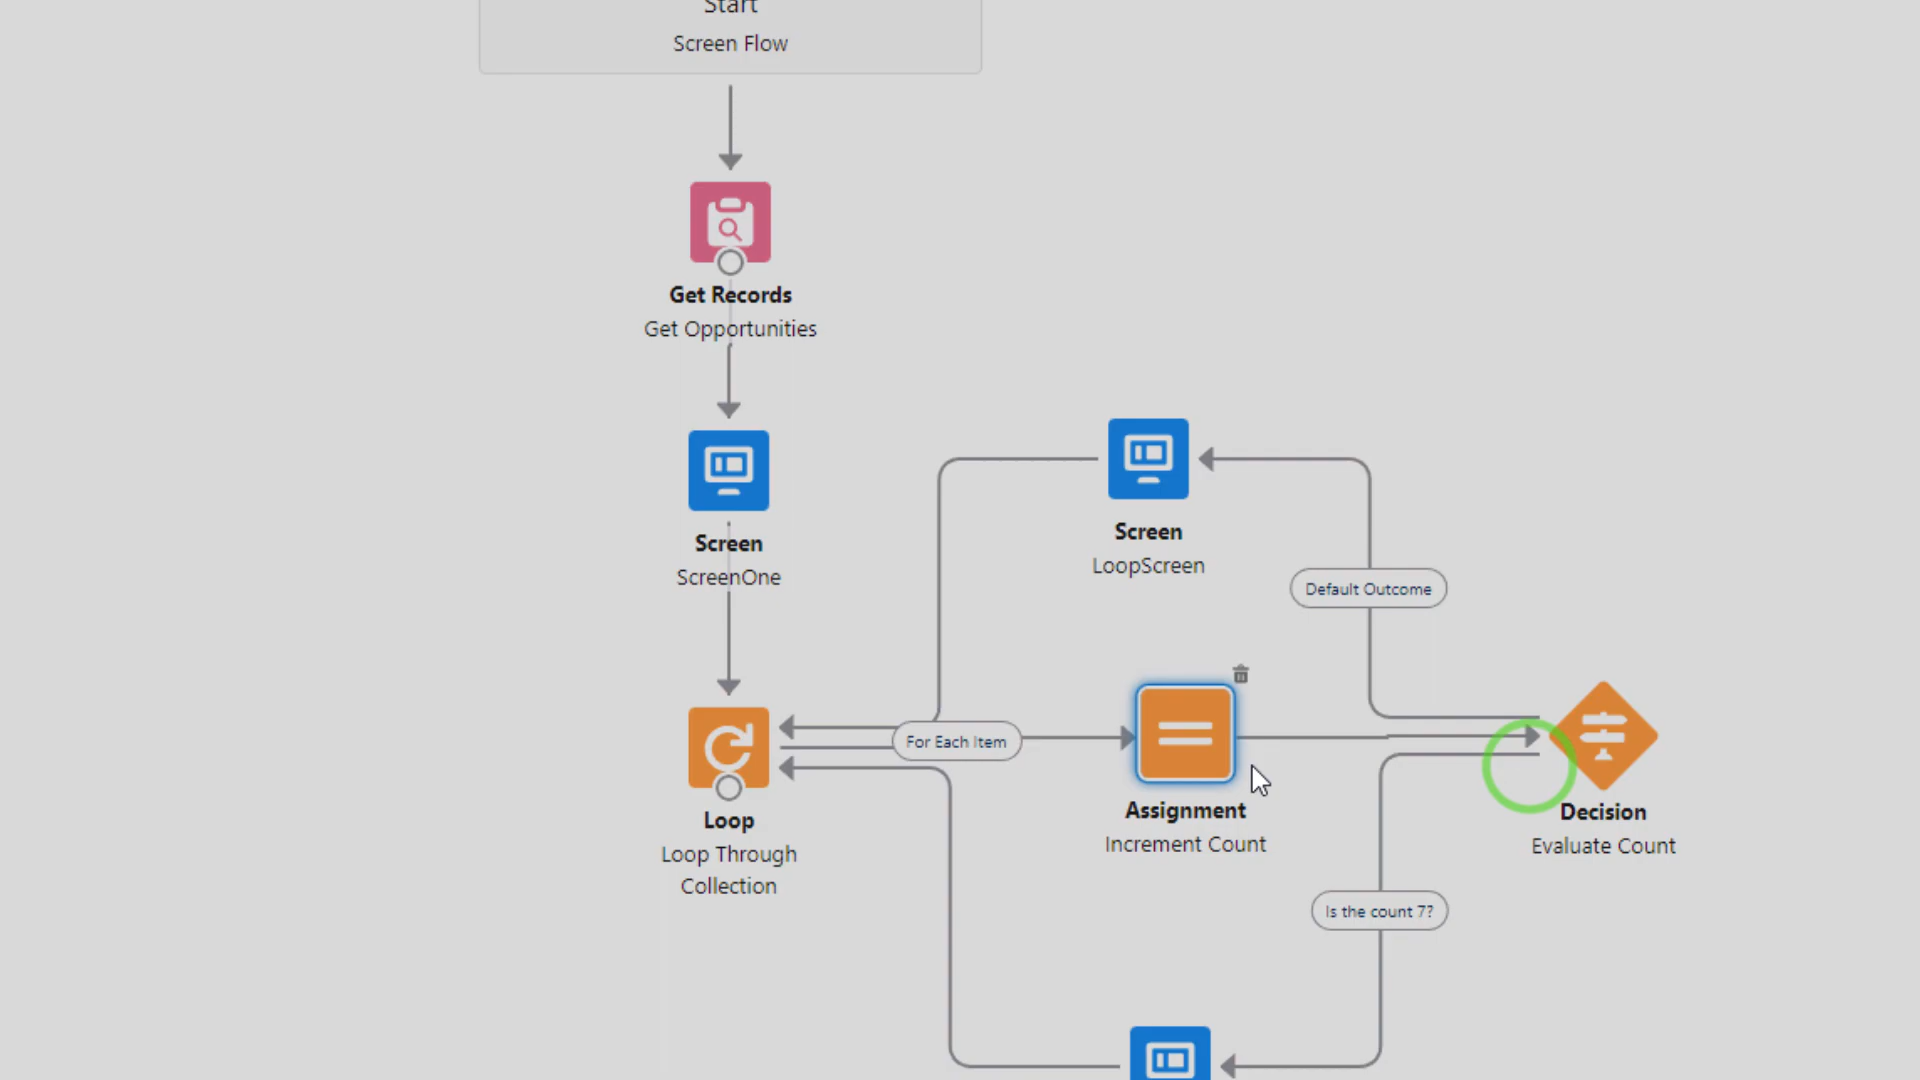 Start
Screen Flow
Get Records
Get Opportunities
Screen
ScreenOne
Screen
LoopScreen
Default Outcome
For Each Item
Loop
Loop Through
Collection
Assignment
Increment Count
Decision
Evaluate Count
Is the count 7?